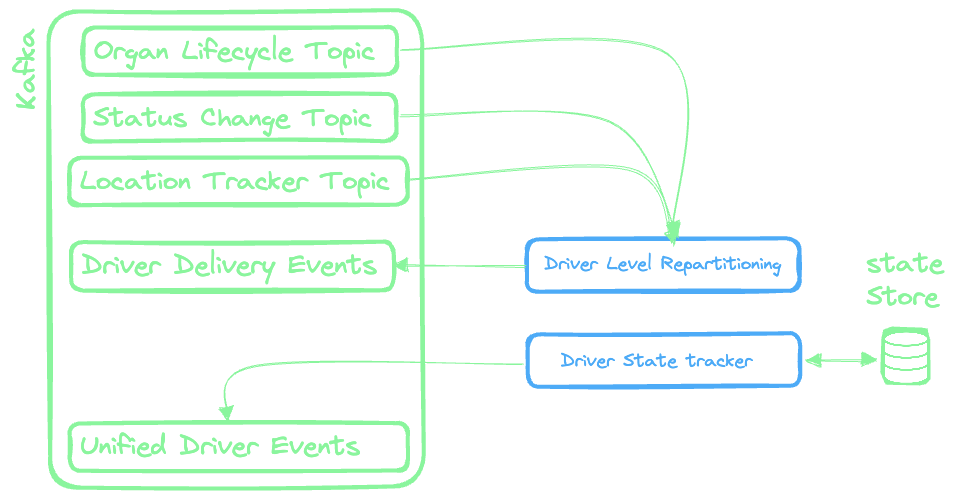 Kafka
Organ Lifecycle Topic
Status Change Topic
Location Tracker Topic
Driver Delivery Events
Driver Level Repartitioning
state
Store
Driver State tracker
Unified Driver Events